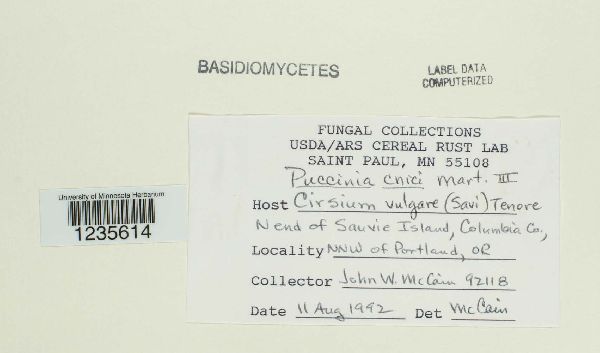 BASIDIOMYCETES
LABEL DATA
COMPUTERIZED
FUNGAL COLLECTIONS
USDA/ARS CEREAL RUST LAB
SAINT PAUL, MN 55108
Puccinia cnici Mart. III
Host Cirsium vulgare (Savi) Tenore
N end of Sauvie Island, Columbia Co.,
Locality NNW of Portland, OR
Collector John W. McCain 92118
Date 11 Aug 1992 Det McCain
University of Minnesota Herbarium
1235614